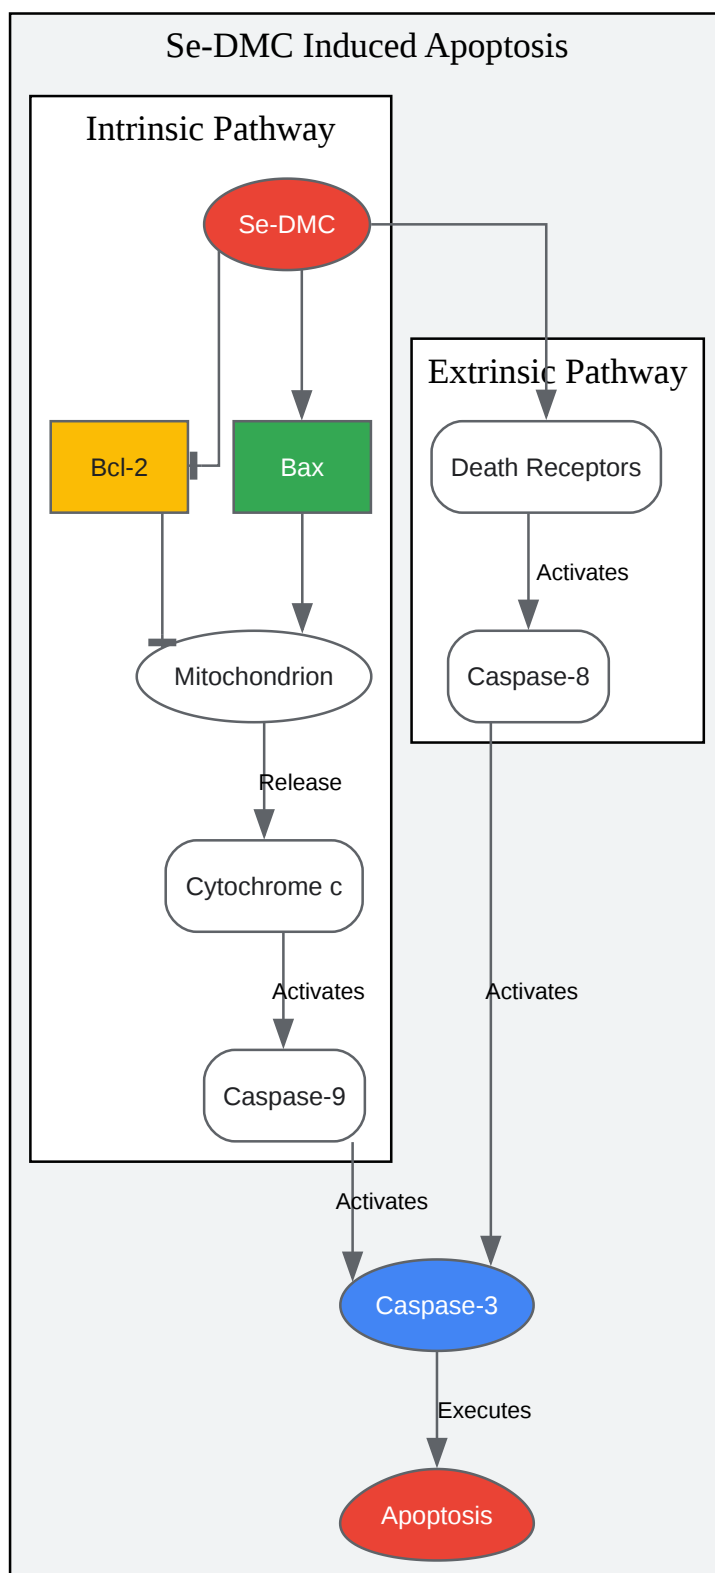 Se-DMC Induced Apoptosis
Intrinsic Pathway
Se-DMC
Extrinsic Pathway
Bcl-2
Bax
Death Receptors
Activates
Mitochondrion
Caspase-8
Release
Cytochrome c
Activates
Activates
Caspase-9
Activates
Caspase-3
Executes
Apoptosis